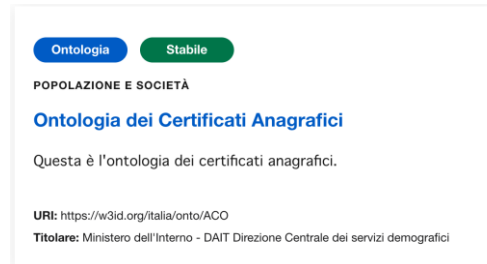 Ontologia Stabile
POPOLAZIONE E SOCIETÀ
Ontologia dei Certificati Anagrafici
Questa è l'ontologia dei certificati anagrafici.
URI: https://w3id.org/italia/onto/ACO
Titolare: Ministero dell'Interno - DAIT Direzione Centrale dei servizi demografici